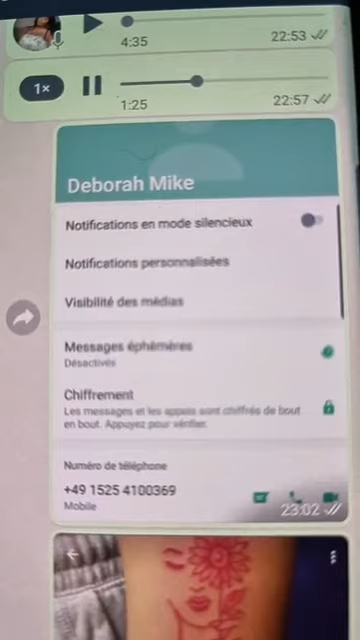 4:35
22:53
1×
1:25
22:57
Deborah Mike
Notifications en mode silencieux
Notifications personnalisées
Visibilité des médias
Messages éphémères
Désactivés
Chiffrement
Les messages et les appels sont chiffrés de bout
en bout. Appuyez pour vérifier.
Numéro de téléphone
+49 1525 4100369
Mobile
23:02